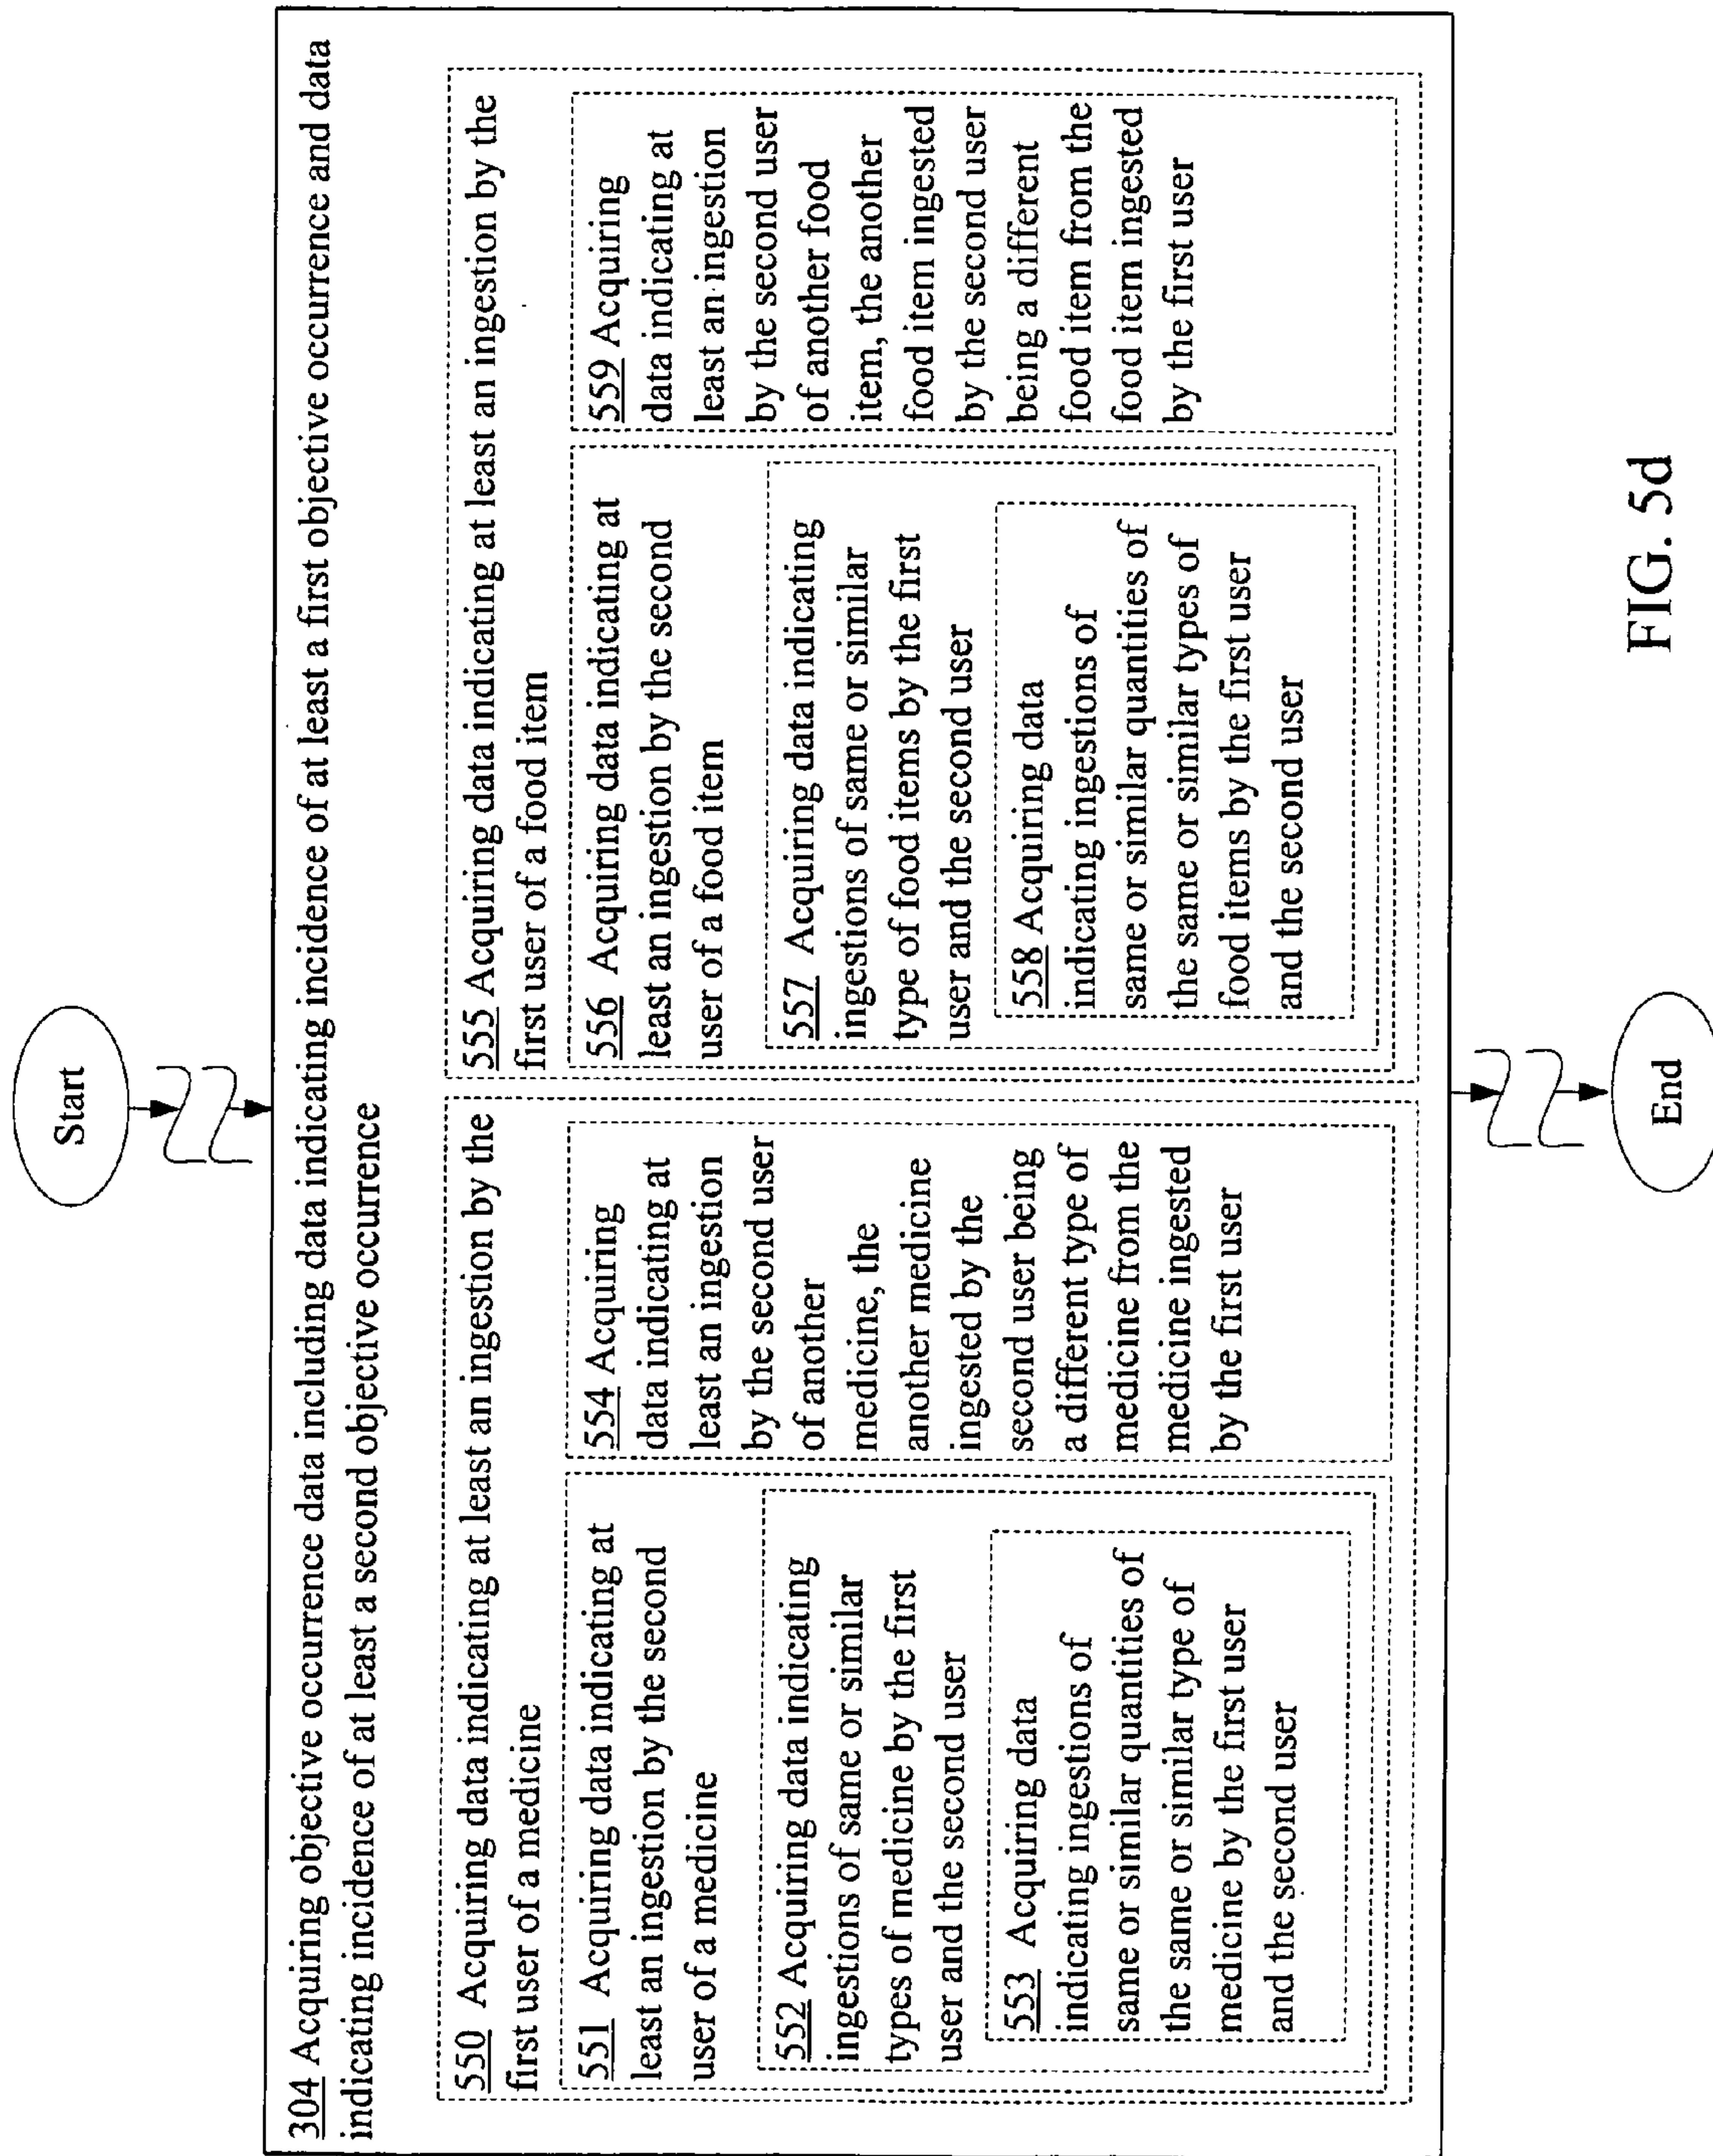 Start
304 Acquiring objective occurrence data including data indicating incidence of at least a first objective occurrence and data
indicating incidence of at least a second objective occurrence
550 Acquiring data indicating at least an ingestion by the
first user of a medicine
551 Acquiring data indicating at
least an ingestion by the second
user of a medicine
552 Acquiring data indicating
ingestions of same or similar
types of medicine by the first
user and the second user
553 Acquiring data
indicating ingestions of
same or similar quantities of
the same or similar type of
medicine by the first user
and the second user
554 Acquiring
data indicating at
least an ingestion
by the second user
of another
medicine, the
another medicine
ingested by the
second user being
a different type of
medicine from the
medicine ingested
by the first user
555 Acquiring data indicating at least an ingestion by the
first user of a food item
556 Acquiring data indicating at
least an ingestion by the second
user of a food item
557 Acquiring data indicating
ingestions of same or similar
type of food items by the first
user and the second user
558 Acquiring data
indicating ingestions of
same or similar quantities of
the same or similar types of
food items by the first user
and the second user
559 Acquiring
data indicating at
least an ingestion
by the second user
of another food
item, the another
food item ingested
by the second user
being a different
food item from the
food item ingested
by the first user
End
FIG. 5d